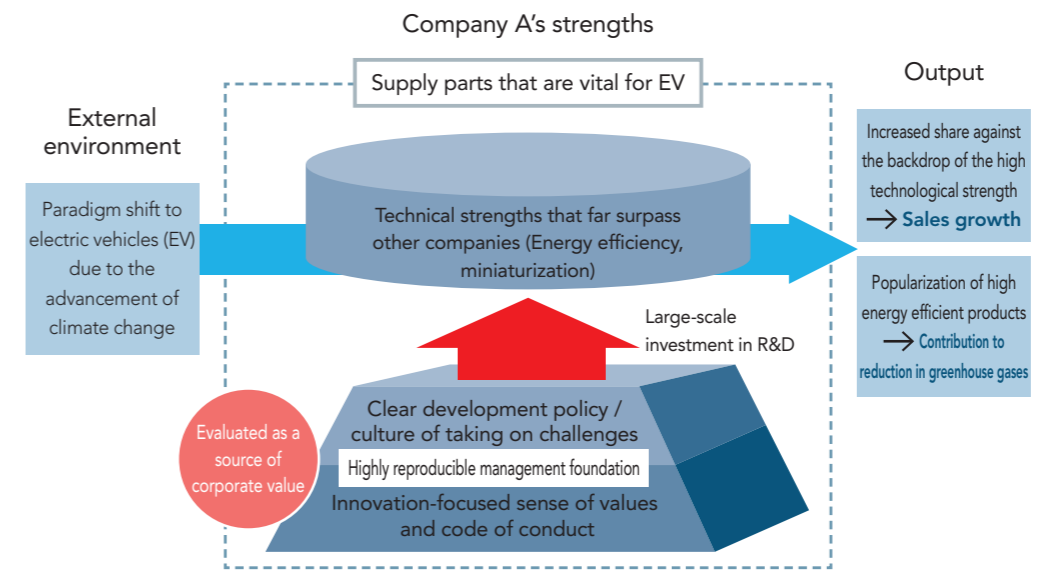 Company A’s strengths
Supply parts that are vital for EV
External
environment
Paradigm shift to
electric vehicles (EV)
due to the
advancement of
climate change
Technical strengths that far surpass
other companies (Energy efficiency,
miniaturization)
Large-scale
investment in R&D
Clear development policy /
culture of taking on challenges
Highly reproducible management foundation
Innovation-focused sense of values
and code of conduct
Evaluated as a
source of
corporate value
Output
Increased share against
the backdrop of the high
technological strength
→ Sales growth
Popularization of high
energy efficient products
→ Contribution to
reduction in greenhouse gases